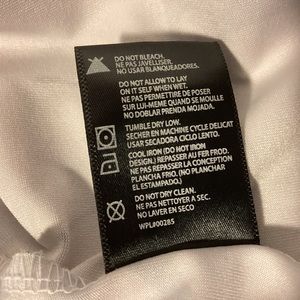 DO NOT BLEACH.
NE PAS JAVELLISER.
NO USAR BLANQUEADORES.
DO NOT ALLOW TO LAY
ON IT SELF WHEN WET.
NE PAS PERMETTRE DE POSER
SUR LUI-MEME QUAND SE MOULLE
NO DOBLAR PRENDA MOJADA.
TUMBLE DRY LOW.
SECHER EN MACHINE CYCLE DELICAT
USAR SECADORA CICLO LENTO.
COOL IRON (DO NOT IRON
DESIGN.) REPASSER AU FER FROID.
NE PAS REPASSER LA CONCEPTION
PLANCHA FRIO. (NO PLANCHAR
EL ESTAMPADO.)
DO NOT DRY CLEAN.
NE PAS NETTOYER A SEC.
NO LAVER EN SECO
WPL#00285